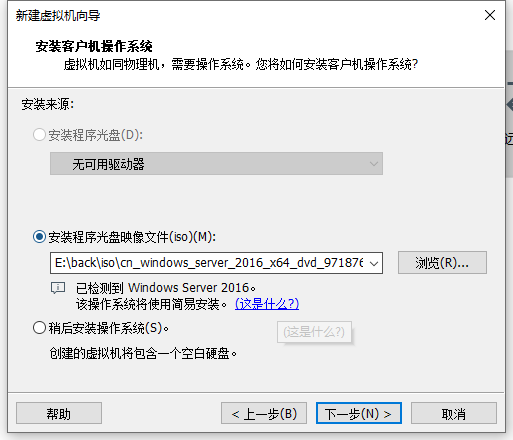 新建虚拟机向导
安装客户机操作系统
虚拟机如同物理机，需要操作系统。您将如何安装客户机操作系统?
安装来源:
安装程序光盘(D):
无可用驱动器
安装程序光盘映像文件(iso)(M):
E:\back\iso\cn_windows_server_2016_x64_dvd_971876
浏览(R)...
已检测到 Windows Server 2016。
该操作系统将使用简易安装。 (这是什么?)
稍后安装操作系统(S)。
(这是什么?)
创建的虚拟机将包含一个空白硬盘。
帮助
< 上一步(B)
下一步(N) >
取消